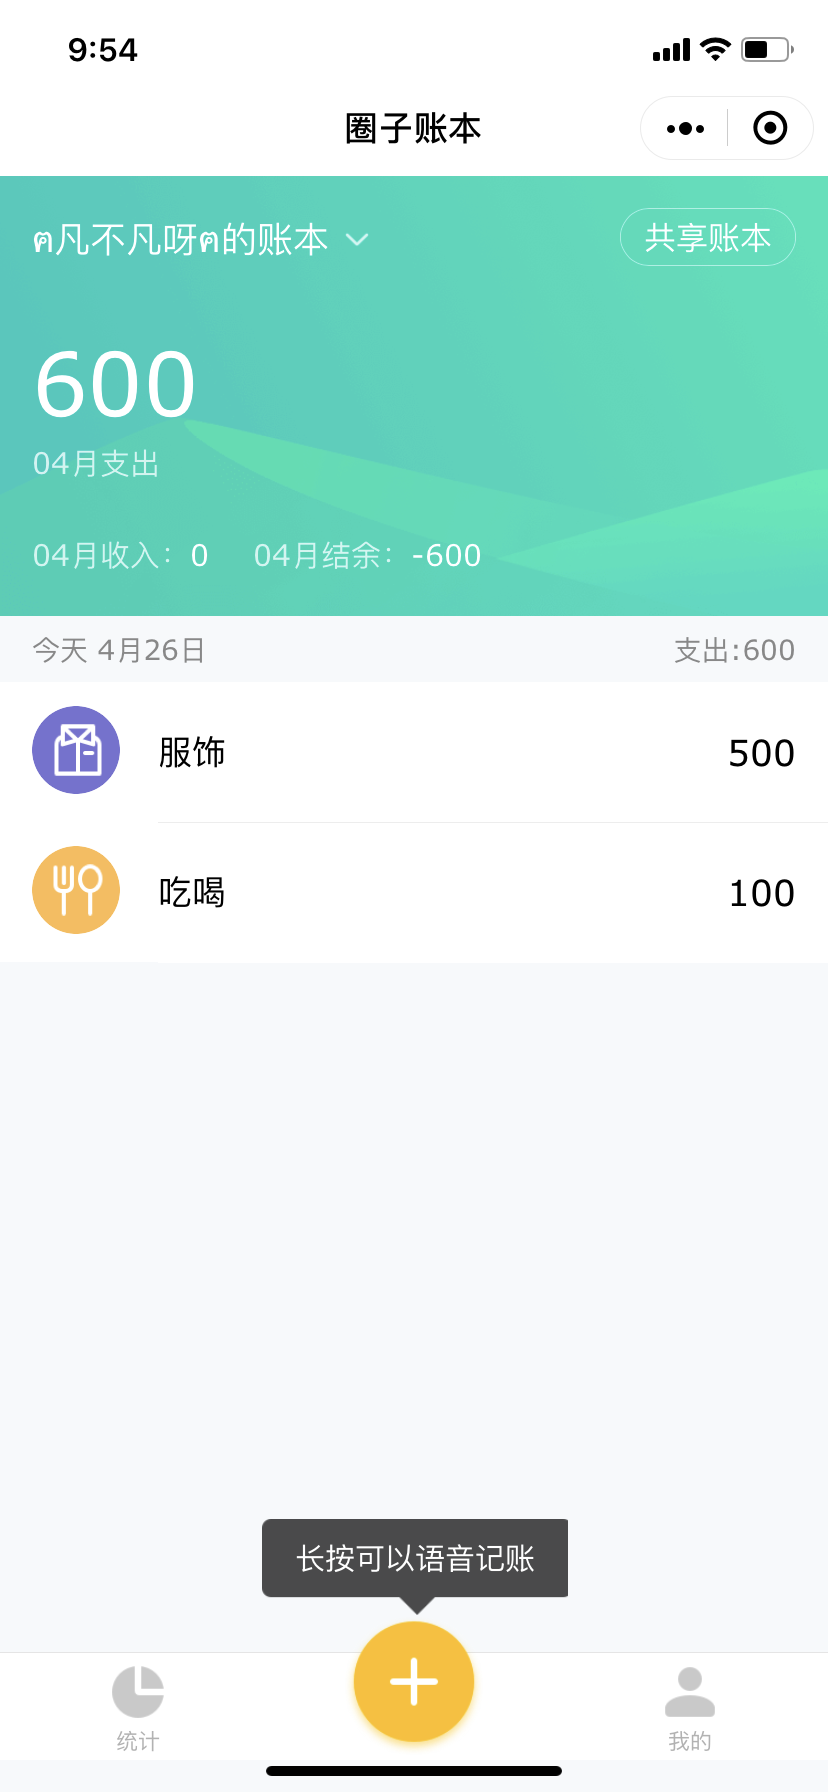 9:54
圈子账本
ฅ凡不凡呀ฅ的账本
共享账本
600
04月支出
04月收入：0 04月结余：-600
今天 4月26日 支出:600
服饰 500
吃喝 100
长按可以语音记账
统计 我的